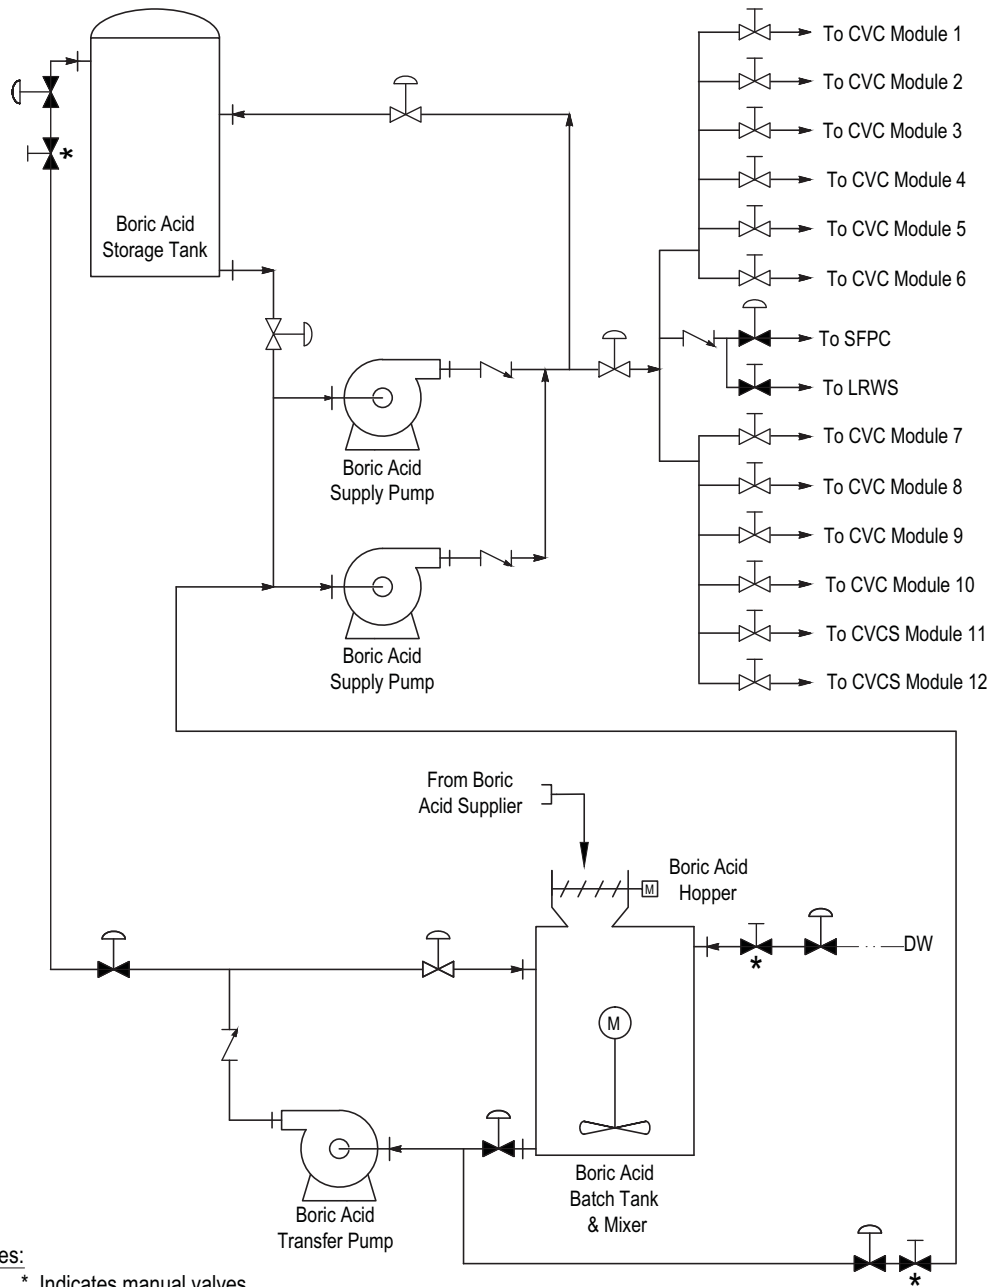 To CVC Module 1
To CVC Module 2
To CVC Module 3
*
To CVC Module 4
Boric Acid
Storage Tank
To CVC Module 5
To CVC Module 6
To SFPC
To LRWS
To CVC Module 7
Boric Acid
Supply Pump
To CVC Module 8
To CVC Module 9
To CVC Module 10
To CVCS Module 11
Boric Acid
Supply Pump
To CVCS Module 12
From Boric
Acid Supplier
Boric Acid
Hopper
M
DW
*
M
Boric Acid
Batch Tank
& Mixer
Boric Acid
Transfer Pump
es:
*
* Indicates manual valves